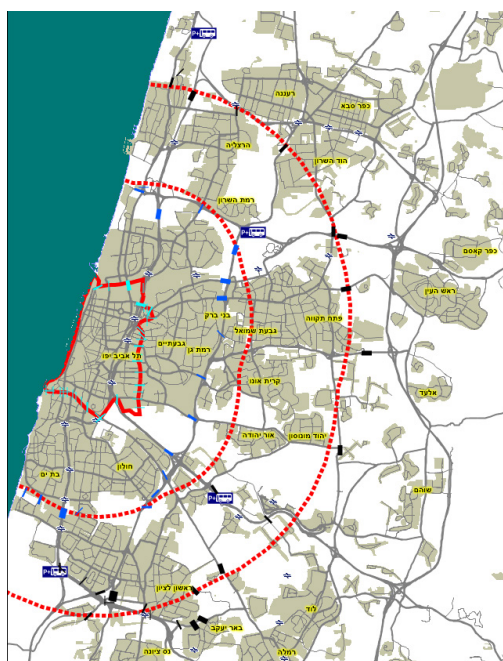 P+
רעננה
כפר סבא
הרצליה
הוד השרון
רמת השרון
P+
כפר קאסם
ראש העין
בני ברק
פתח תקווה
גבעת שמואל
גבעתיים
רמת גן
תל אביב יפו
קרית אונו
אלעד
אור יהודה
יהוד מונוסון
חולון
בת ים
שוהם
P+
P+
ראשון לציון
לוד
באר יעקב
נס ציונה
רמלה